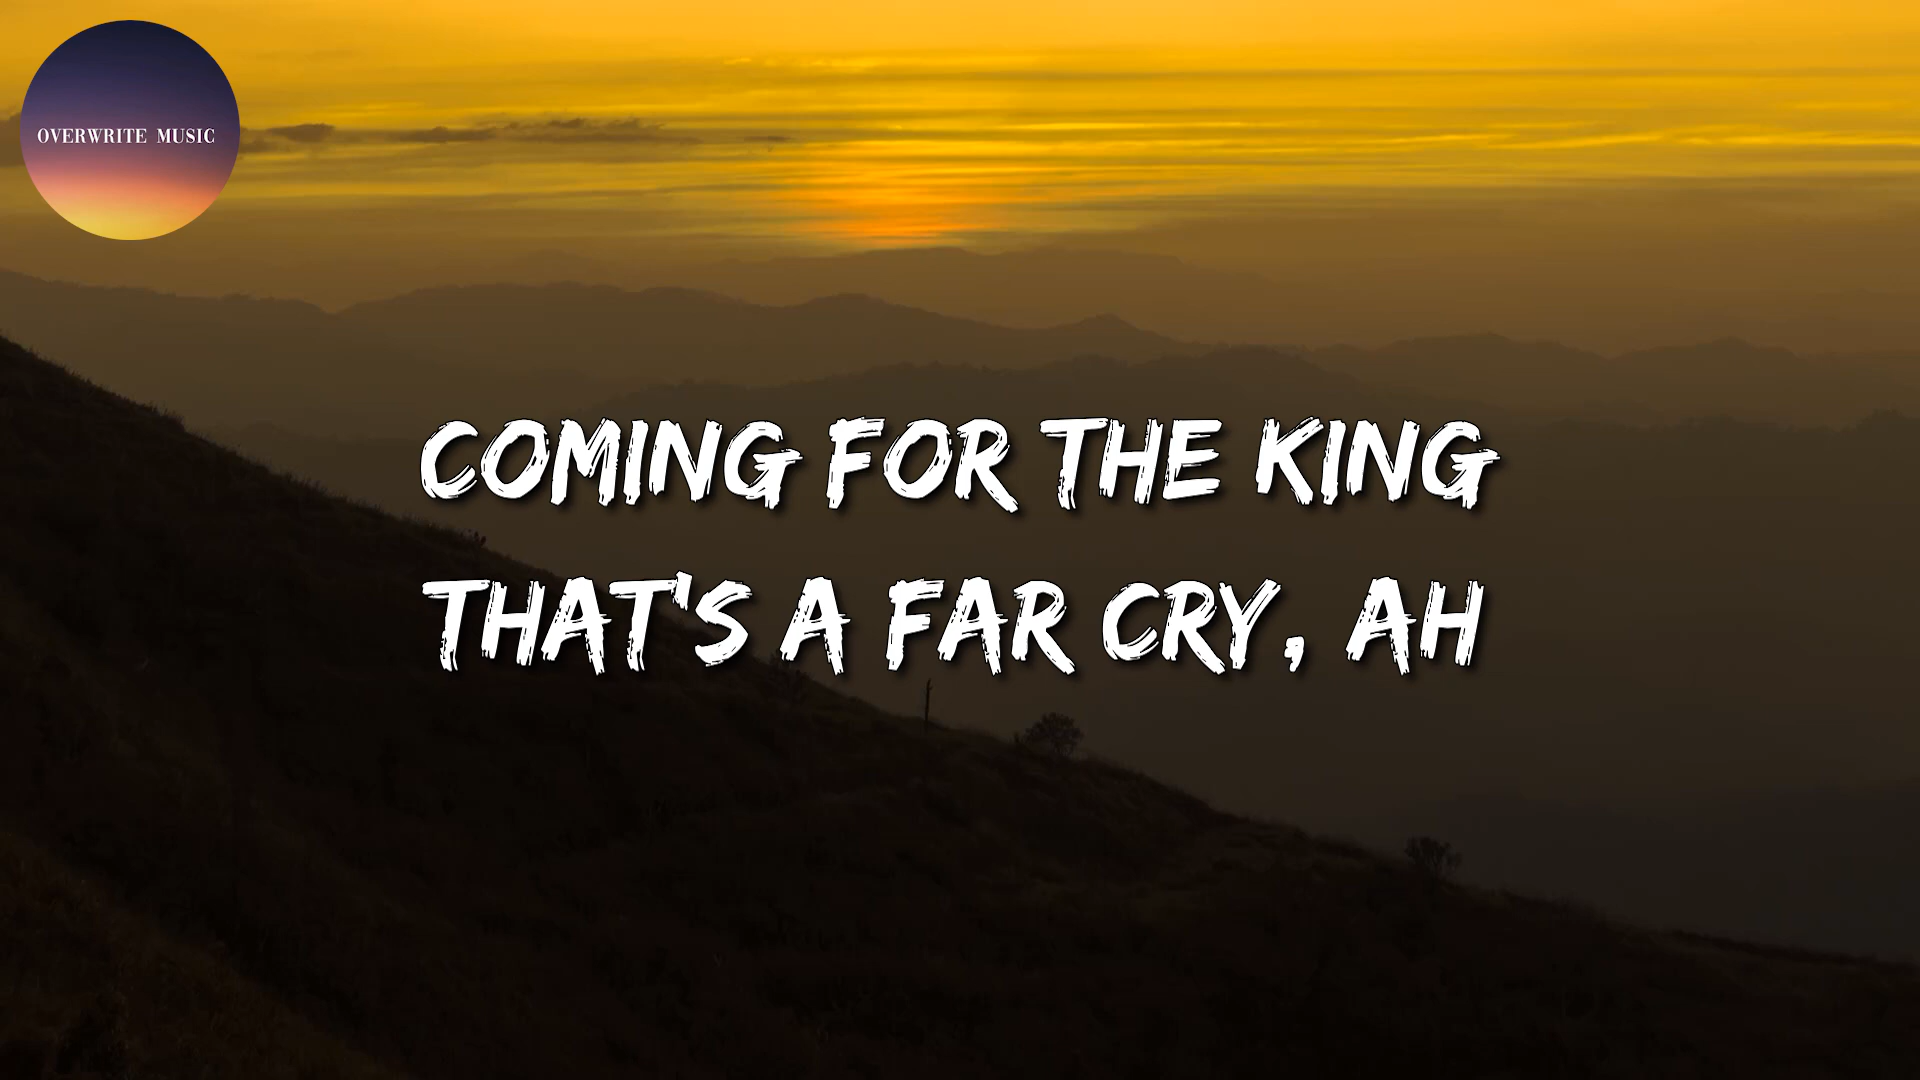 OVERWRITE MUSIC
COMING FOR THE KING
THAT'S A FAR CRY, AH